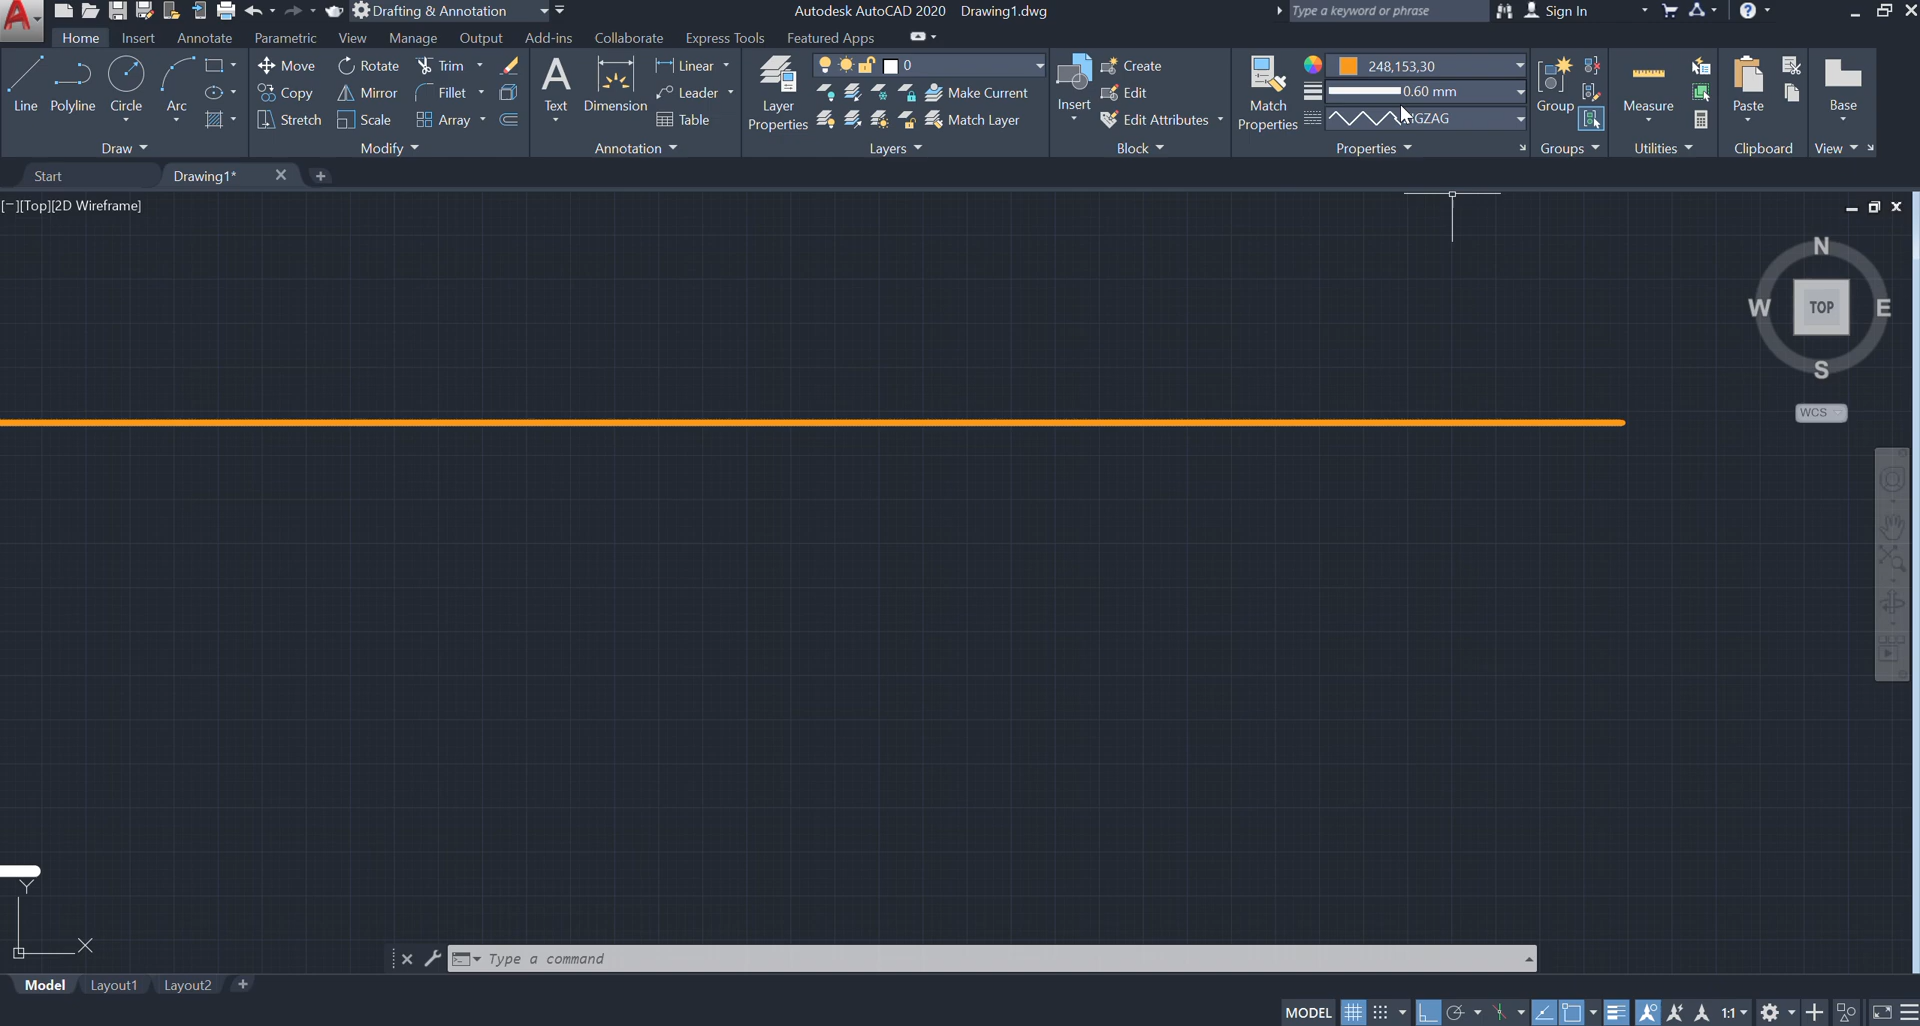 Drafting & Annotation
Autodesk AutoCAD 2020 Drawing1.dwg
Type a keyword or phrase
Sign In
Home Insert Annotate Parametric View Manage Output Add-ins Collaborate Express Tools Featured Apps
Line Polyline Circle Arc
Draw
Move Rotate Trim
Copy Mirror Fillet
Stretch Scale Array
Modify
Text Dimension
Linear
Leader
Table
Annotation
Layer
Properties
0
Make Current
Match Layer
Layers
Insert
Create
Edit
Edit Attributes
Block
Match
Properties
248,153,30
0.60 mm
IGZAG
Properties
Group
Groups
Measure
Utilities
Paste
Clipboard
Base
View
Start Drawing1*
[−][Top][2D Wireframe]
N
W TOP E
S
WCS
Y
X
Type a command
Model Layout1 Layout2
MODEL 1:1